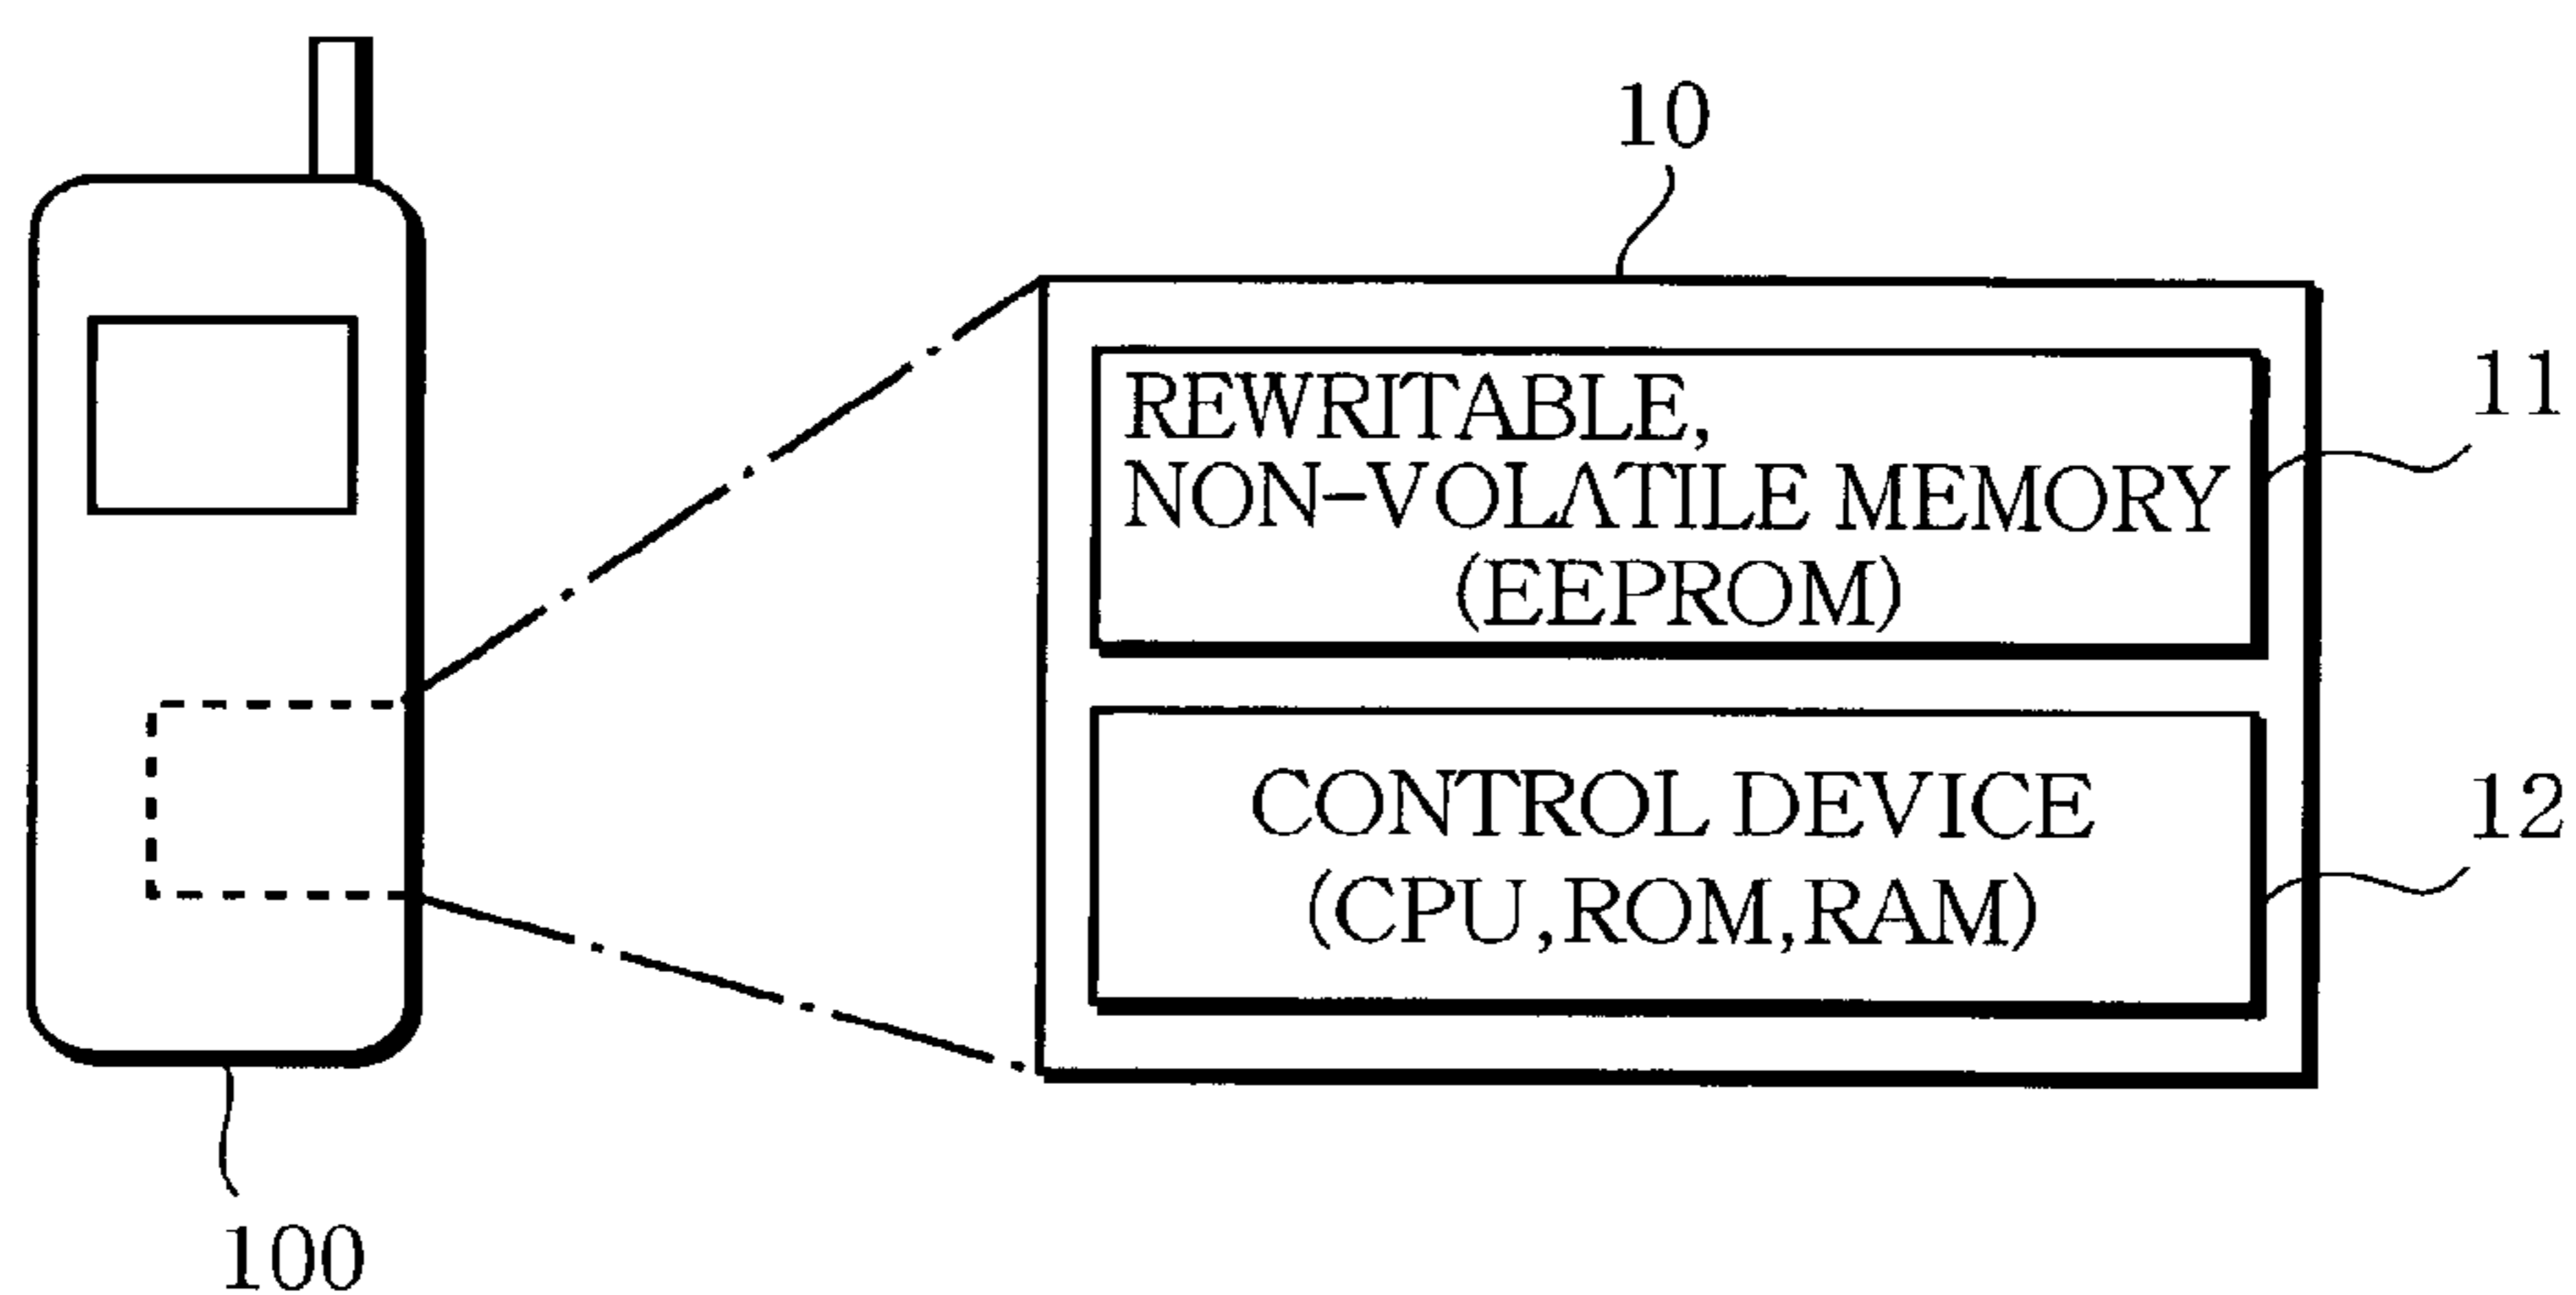 10
REWRITABLE,
NON-VOLATILE MEMORY
(EEPROM)
11
CONTROL DEVICE
(CPU,ROM,RAM)
12
100